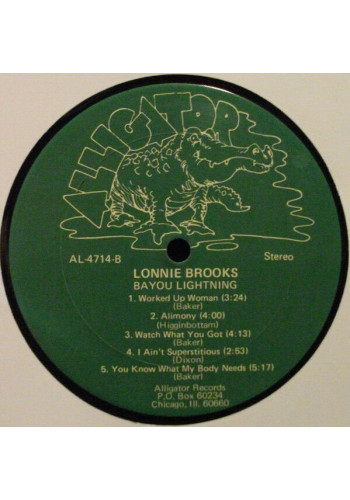 ALLIGATOR
AL-4714-B
Stereo
LONNIE BROOKS
BAYOU LIGHTNING
1. Worked Up Woman (3:24)
(Baker)
2. Alimony (4:00)
(Higginbottam)
3. Watch What You Got (4:13)
(Baker)
4. I Ain't Superstitious (2:53)
(Dixon)
5. You Know What My Body Needs (5:17)
(Baker)
Alligator Records
P.O. Box 60234
Chicago, Ill. 60660